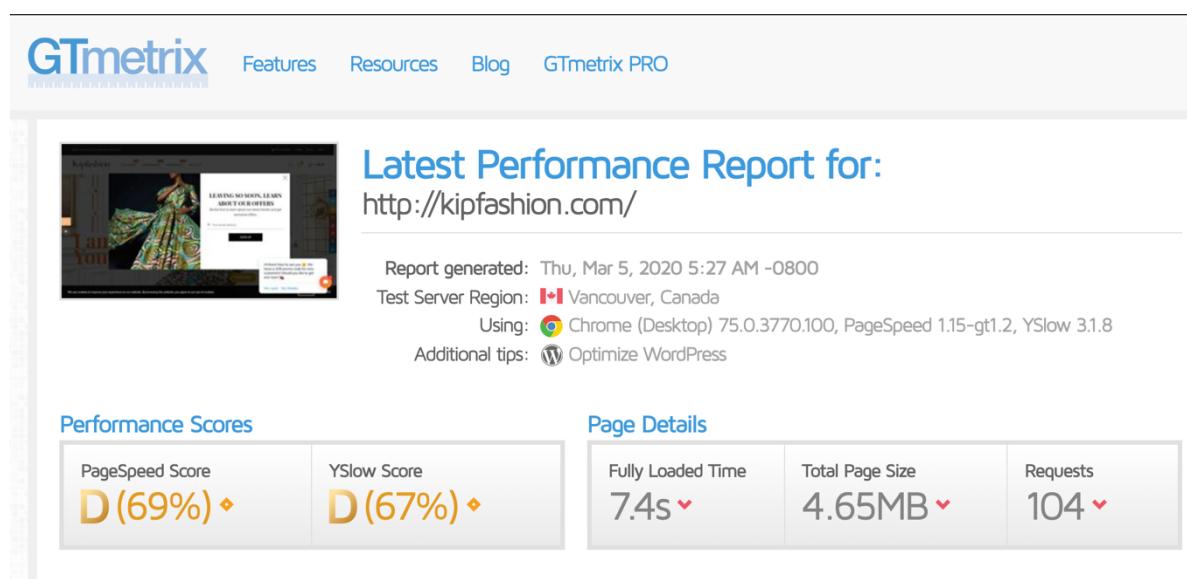 GTmetrix Features Resources Blog GTmetrix PRO
Latest Performance Report for:
http://kipfashion.com/
Report generated: Thu, Mar 5, 2020 5:27 AM -0800
Test Server Region: Vancouver, Canada
Using: Chrome (Desktop) 75.0.3770.100, PageSpeed 1.15-gt1.2, YSlow 3.1.8
Additional tips: Optimize WordPress
LEAVING SO SOON, LEARN
ABOUT OUR OFFERS
Performance Scores
Page Details
PageSpeed Score YSlow Score
D (69%) D (67%)
Fully Loaded Time Total Page Size Requests
7.4s 4.65MB 104